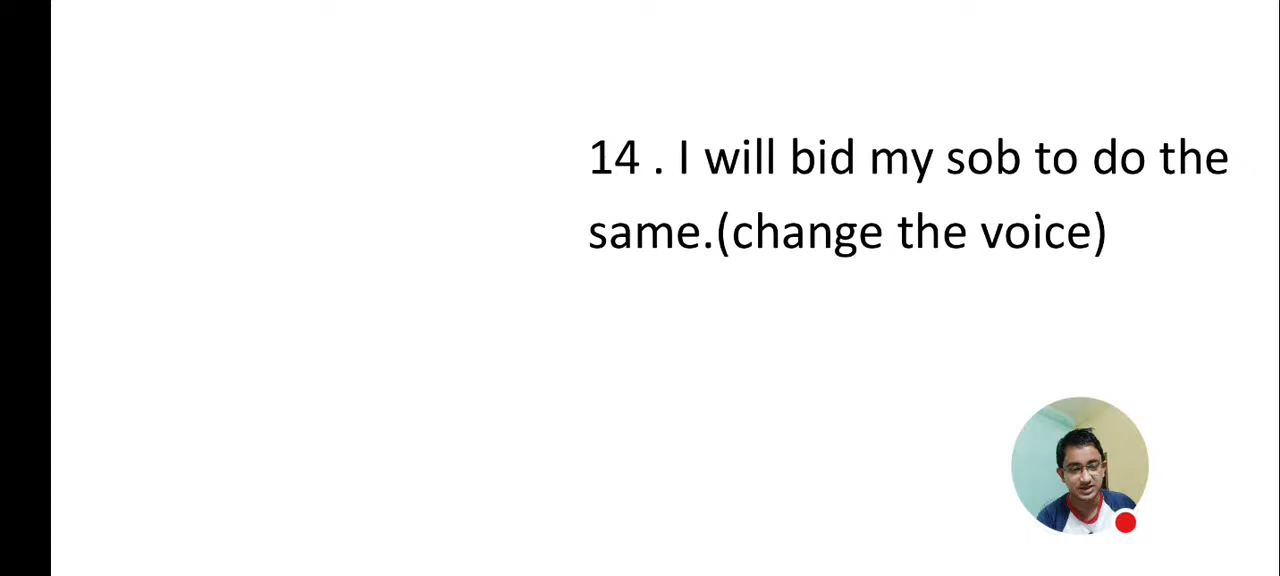 14 . I will bid my sob to do the
same.(change the voice)